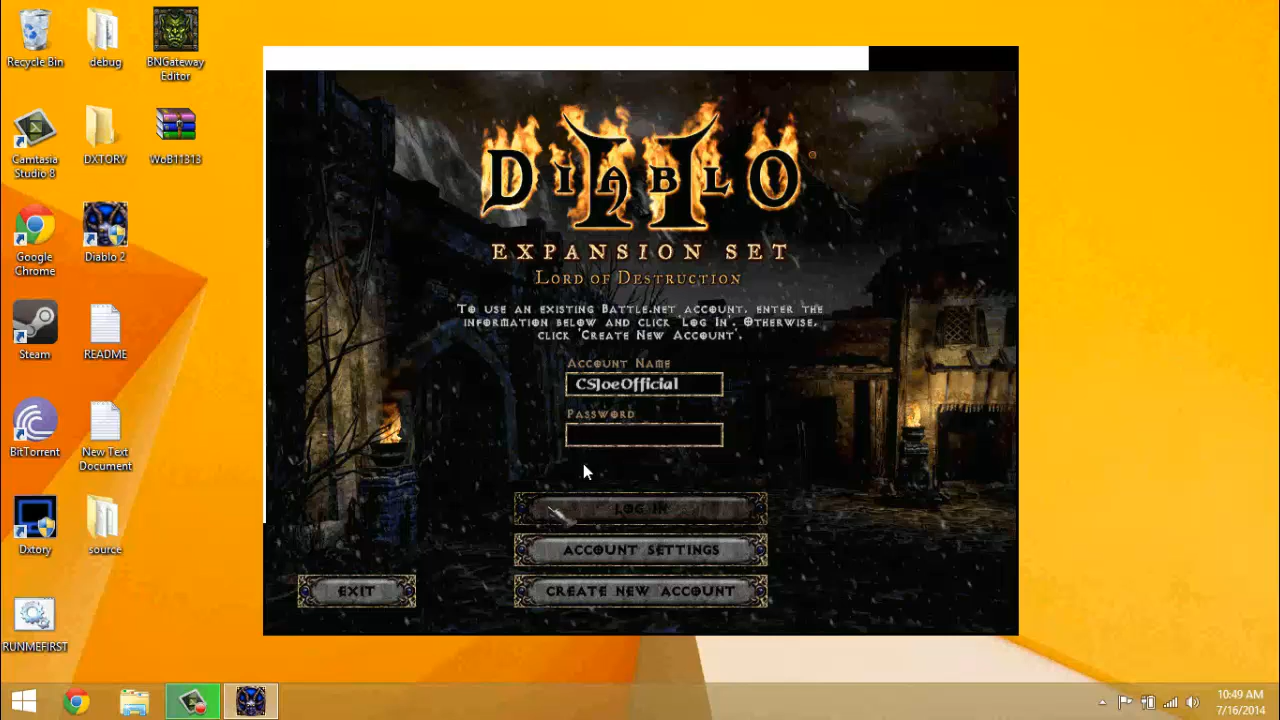 Recycle Bin
debug
BNGateway
Editor
Camtasia
Studio 8
DXTORY
WoB11313
Google
Chrome
Diablo 2
Steam
README
BitTorrent
New Text
Document
Dxtory
source
RUNMEFIRST
DIABLO
II
EXPANSION SET
LORD OF DESTRUCTION
TO USE AN EXISTING BATTLE.NET ACCOUNT, ENTER THE
INFORMATION BELOW AND CLICK 'LOG IN'. OTHERWISE,
CLICK 'CREATE NEW ACCOUNT'.
ACCOUNT NAME
CSJoeOfficial
PASSWORD
LOG IN
ACCOUNT SETTINGS
CREATE NEW ACCOUNT
EXIT
10:49 AM
7/16/2014